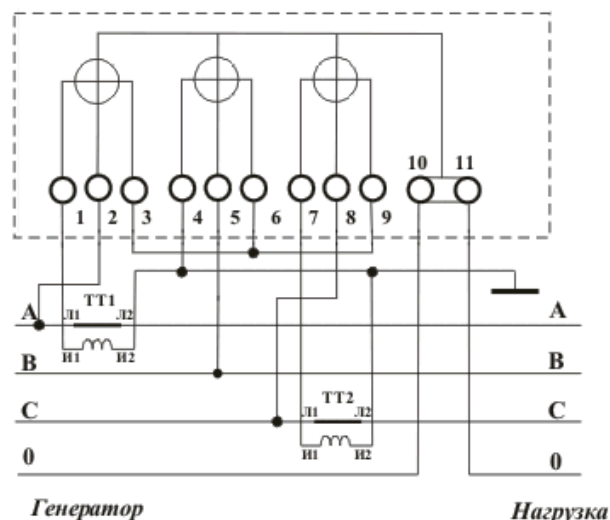 10 11
1 2 3 4 5 6 7 8 9
ТТ1
А Л1 Л2 А
И1 И2
В В
ТТ2
С Л1 Л2 С
И1 И2
0 0
Генератор Нагрузка